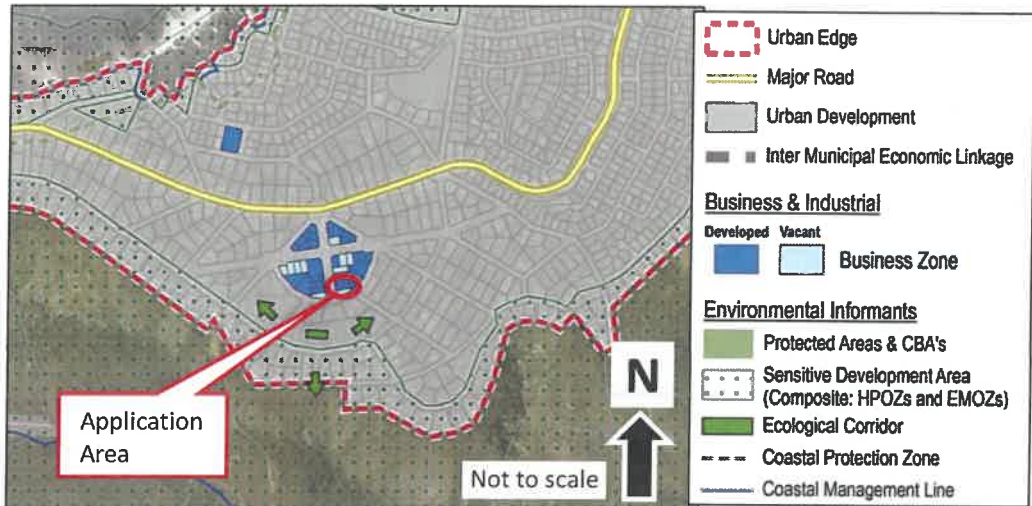 Urban Edge
Major Road
Urban Development
Inter Municipal Economic Linkage
Business & Industrial
Developed Vacant
Business Zone
Environmental Informants
Protected Areas & CBA's
Sensitive Development Area
(Composite: HPOZs and EMOZs)
Ecological Corridor
Coastal Protection Zone
Coastal Management Line
Application
Area
Not to scale
N